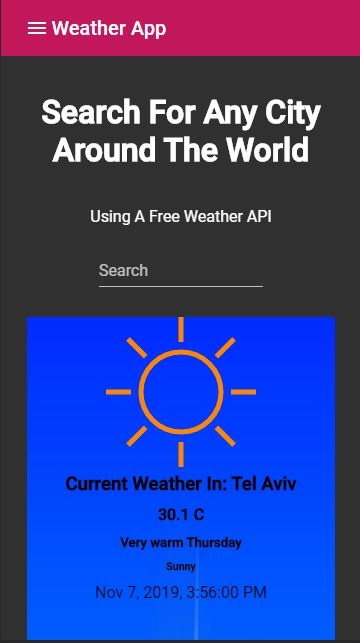 Weather App
Search For Any City
Around The World
Using A Free Weather API
Search
Current Weather In: Tel Aviv
30.1 C
Very warm Thursday
Sunny
Nov 7, 2019, 3:56:00 PM